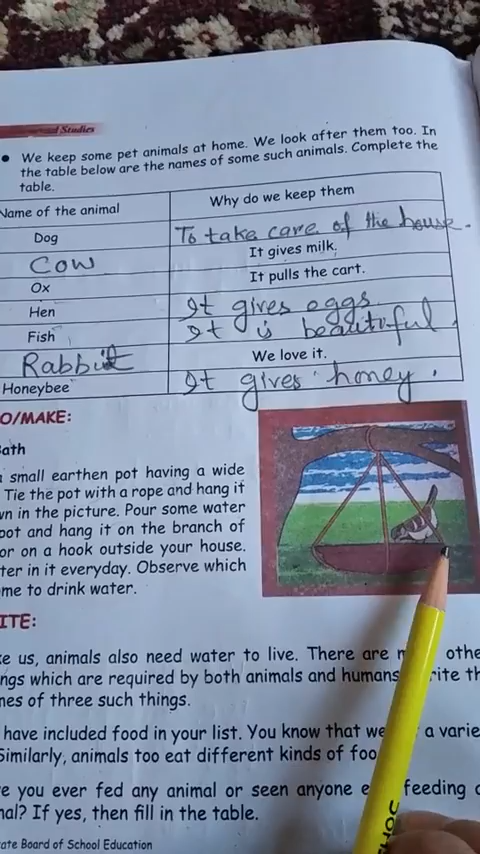 Studies
● We keep some pet animals at home. We look after them too. In
the table below are the names of some such animals. Complete the
table.
Name of the animal Why do we keep them
Dog To take care of the house.
Cow It gives milk.
Ox It pulls the cart.
Hen It gives eggs
Fish It is beautiful.
Rabbit We love it.
Honeybee It gives honey.
O/MAKE:
Bath
small earthen pot having a wide
Tie the pot with a rope and hang it
wn in the picture. Pour some water
pot and hang it on the branch of
or on a hook outside your house.
ter in it everyday. Observe which
me to drink water.
ITE:
ke us, animals also need water to live. There are othe
ngs which are required by both animals and humans. rite th
mes of three such things.
have included food in your list. You know that we a varie
Similarly, animals too eat different kinds of foo
e you ever fed any animal or seen anyone e feeding
mal? If yes, then fill in the table.
ate Board of School Education